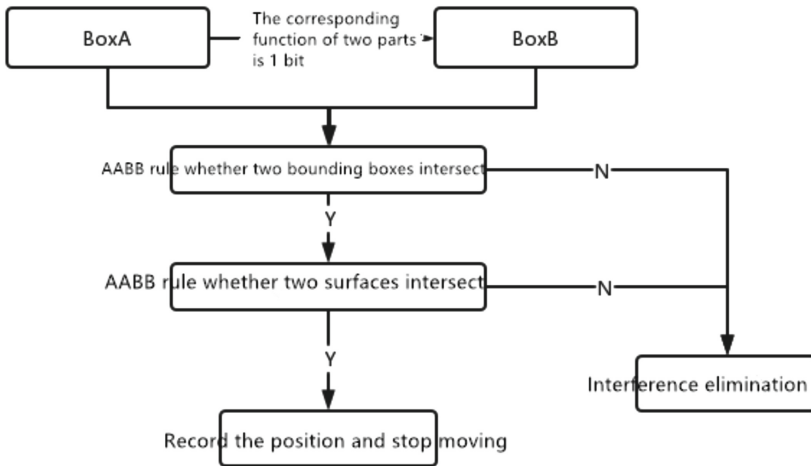 BoxA
The corresponding
function of two parts
is 1 bit
BoxB
AABB rule whether two bounding boxes intersect
N
Y
AABB rule whether two surfaces intersect
N
Y
Interference elimination
Record the position and stop moving